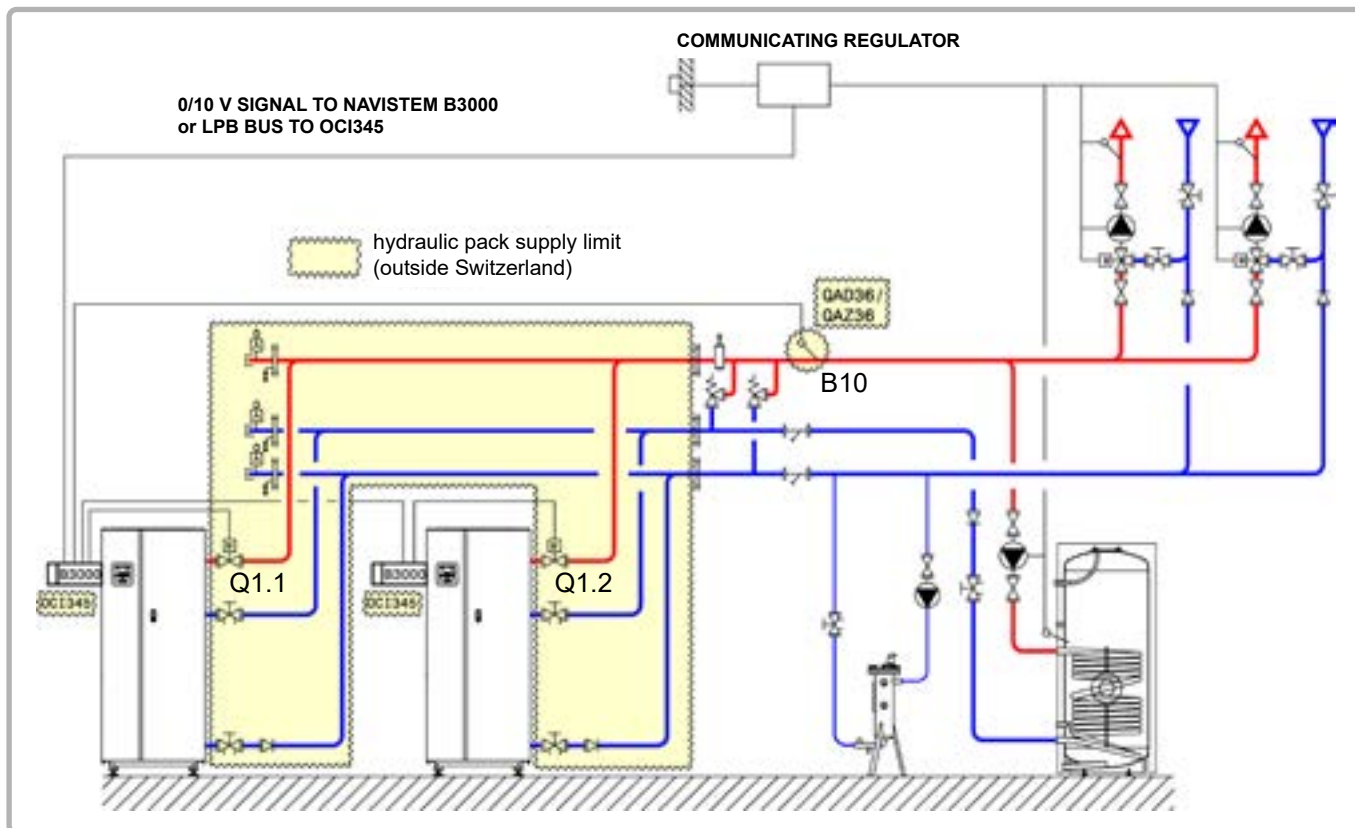 COMMUNICATING REGULATOR
0/10 V SIGNAL TO NAVISTEM B3000
or LPB BUS TO OCI345
hydraulic pack supply limit
(outside Switzerland)
QAD36/
QAZ36
B10
B3000
OCI345
Q1.1
B3000
OCI345
Q1.2